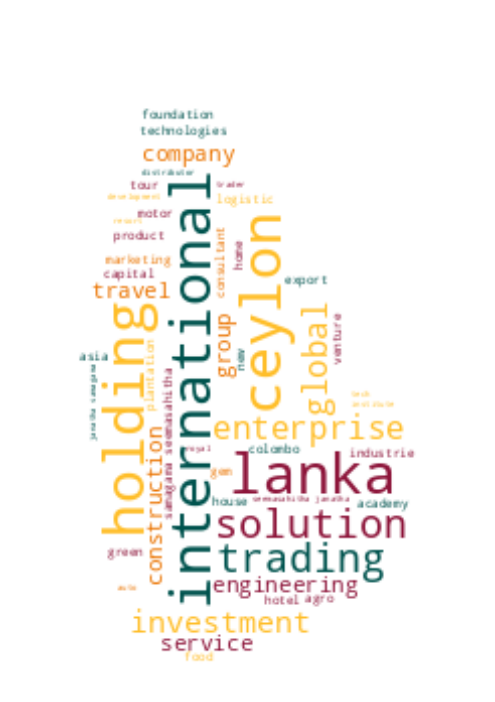 foundation
technologies
company
distributor
tour
trader
development
logistic
motor
resort
product
international
ceylon
consultant
home
marketing
capital
export
travel
holding
global
group
venture
new
asia
plantation
janatha samagama
samagama seemasahitha
tech
institute
enterprise
construction
royal
colombo
industrie
lanka
gem
house
seemasahitha janatha
academy
solution
green
trading
engineering
auto
hotel
agro
investment
service
food